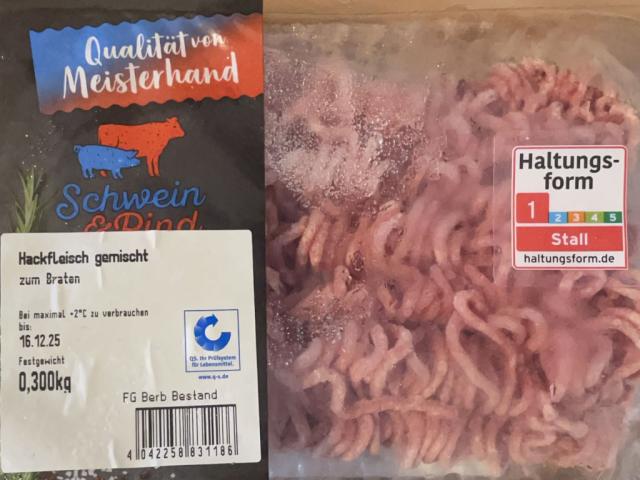 Qualität von
Meisterhand
Schwein
& Rind
Hackfleisch gemischt
zum Braten
Bei maximal +2°C zu verbrauchen
bis:
16.12.25
Festgewicht
0,300kg
QS. Ihr Prüfsystem
für Lebensmittel.
www.q-s.de
FG Berb Bestand
4 042258 831186
Haltungs-
form
1 2 3 4 5
Stall
haltungsform.de